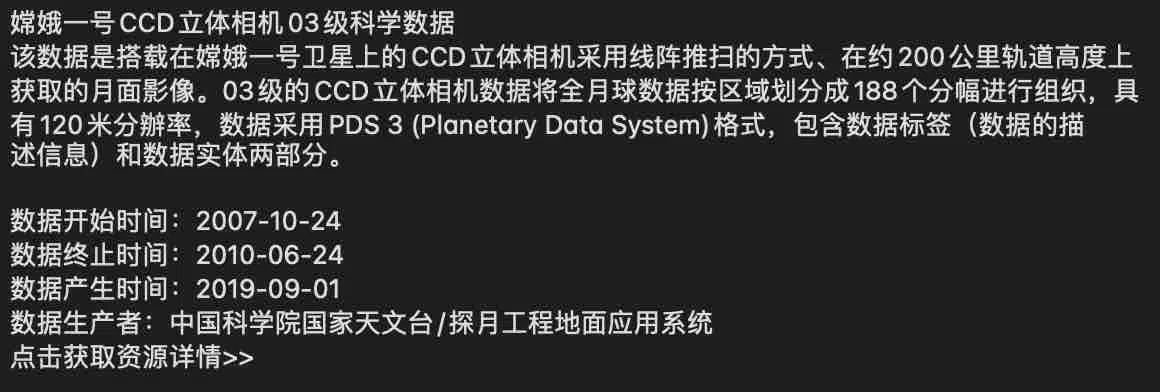 嫦娥一号CCD立体相机03级科学数据
该数据是搭载在嫦娥一号卫星上的CCD立体相机采用线阵推扫的方式、在约200公里轨道高度上
获取的月面影像。03级的CCD立体相机数据将全月球数据按区域划分成188个分幅进行组织，具
有120米分辨率，数据采用PDS 3 (Planetary Data System)格式，包含数据标签（数据的描
述信息）和数据实体两部分。
数据开始时间：2007-10-24
数据终止时间：2010-06-24
数据产生时间：2019-09-01
数据生产者：中国科学院国家天文台/探月工程地面应用系统
点击获取资源详情>>